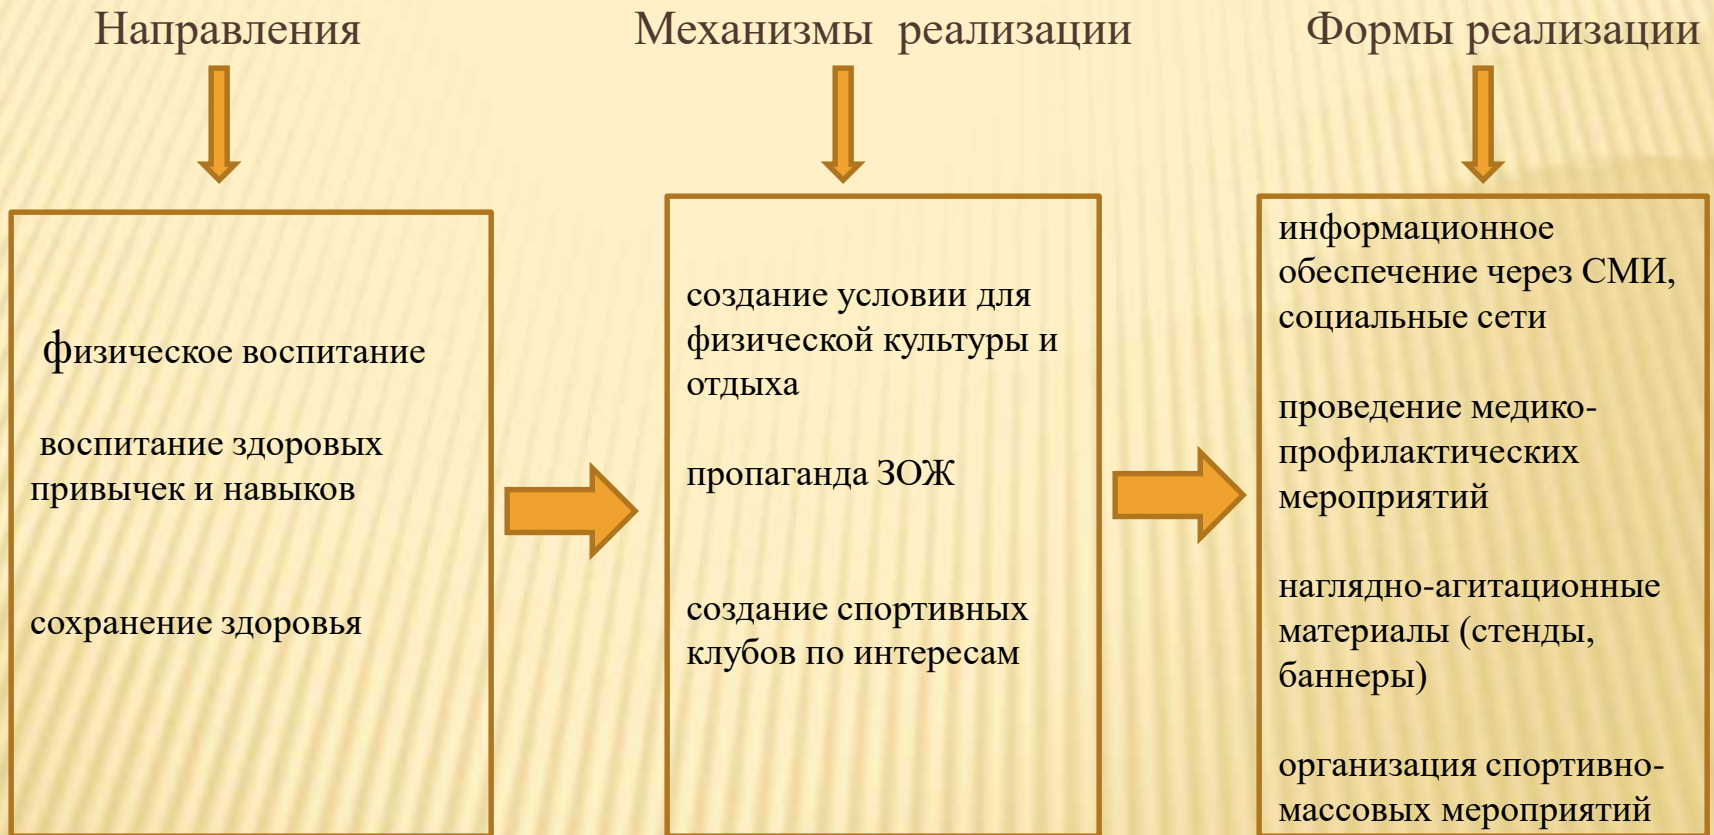 Направления
Механизмы реализации
Формы реализации
физическое воспитание
воспитание здоровых
привычек и навыков
сохранение здоровья
создание условии для
физической культуры и
отдыха
пропаганда ЗОЖ
создание спортивных
клубов по интересам
информационное
обеспечение через СМИ,
социальные сети
проведение медико-
профилактических
мероприятий
наглядно-агитационные
материалы (стенды,
баннеры)
организация спортивно-
массовых мероприятий